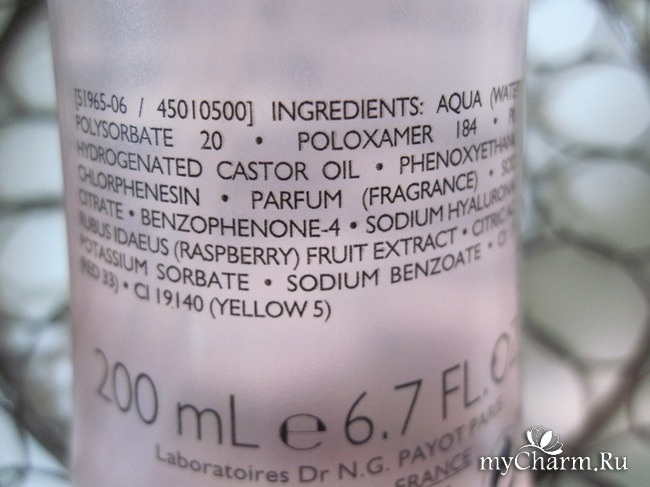 [51965-06 / 45010500] INGREDIENTS: AQUA (WATE
POLYSORBATE 20 • POLOXAMER 184 •
HYDROGENATED CASTOR OIL • PHENOXYETHAN
CHLORPHENESIN • PARFUM (FRAGRANCE) •
CITRATE • BENZOPHENONE-4 • SODIUM HYALURON
RUBUS IDAEUS (RASPBERRY) FRUIT EXTRACT • CITRIC
POTASSIUM SORBATE • SODIUM BENZOATE •
(RED 33) • CI 19140 (YELLOW 5)
200 mL e 6.7 FL.OZ
Laboratoires Dr N.G. PAYOT PARIS
FRANCE
myCharm.Ru